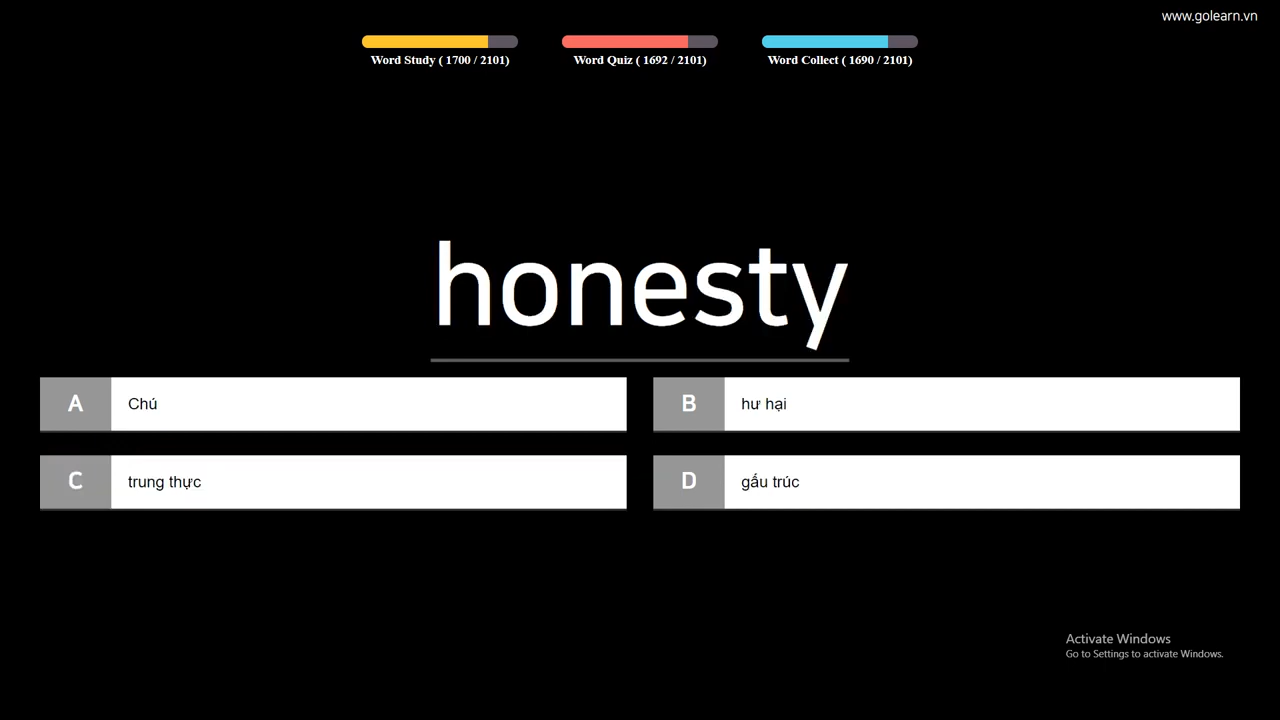 www.golearn.vn
Word Study ( 1700 / 2101)
Word Quiz ( 1692 / 2101)
Word Collect ( 1690 / 2101)
honesty
A Chú
B hư hại
C trung thực
D gấu trúc
Activate Windows
Go to Settings to activate Windows.